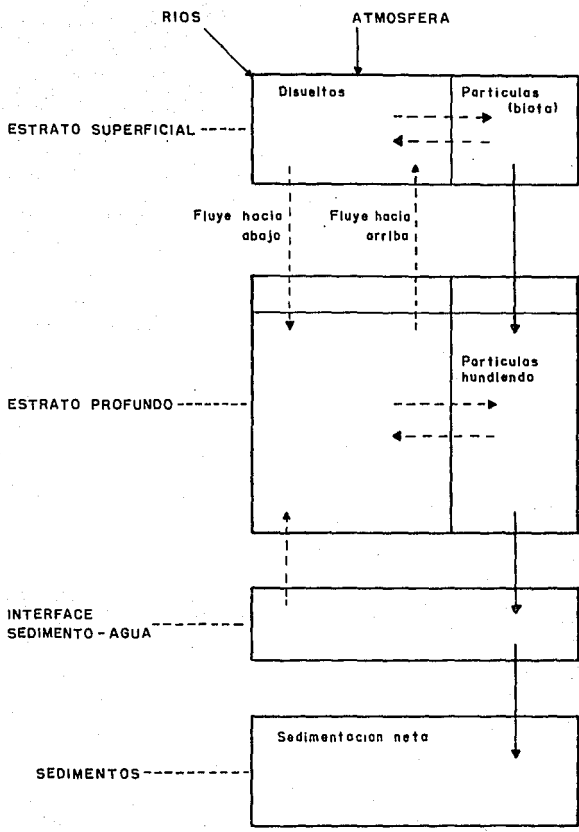 RIOS
ATMOSFERA
Disueltos
Particulas
(biota)
ESTRATO SUPERFICIAL
Fluye hacia
abajo
Fluye hacia
arriba
Particulas
hundiendo
ESTRATO PROFUNDO
INTERFACE
SEDIMENTO-AGUA
Sedimentacion neta
SEDIMENTOS